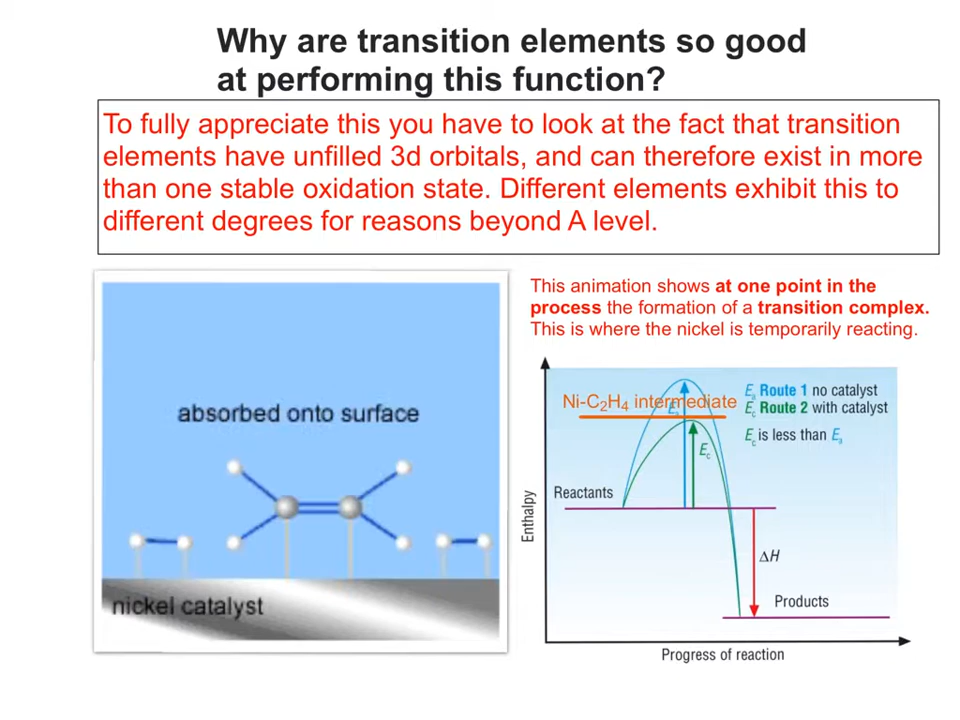 Why are transition elements so good
at performing this function?
To fully appreciate this you have to look at the fact that transition
elements have unfilled 3d orbitals, and can therefore exist in more
than one stable oxidation state. Different elements exhibit this to
different degrees for reasons beyond A level.
absorbed onto surface
nickel catalyst
This animation shows at one point in the
process the formation of a transition complex.
This is where the nickel is temporarily reacting.
Eₐ Route 1 no catalyst
Ni-C₂H₄ intermediate
Eₐ
E꜀ Route 2 with catalyst
E꜀ is less than Eₐ
E꜀
Reactants
Enthalpy
ΔH
Products
Progress of reaction